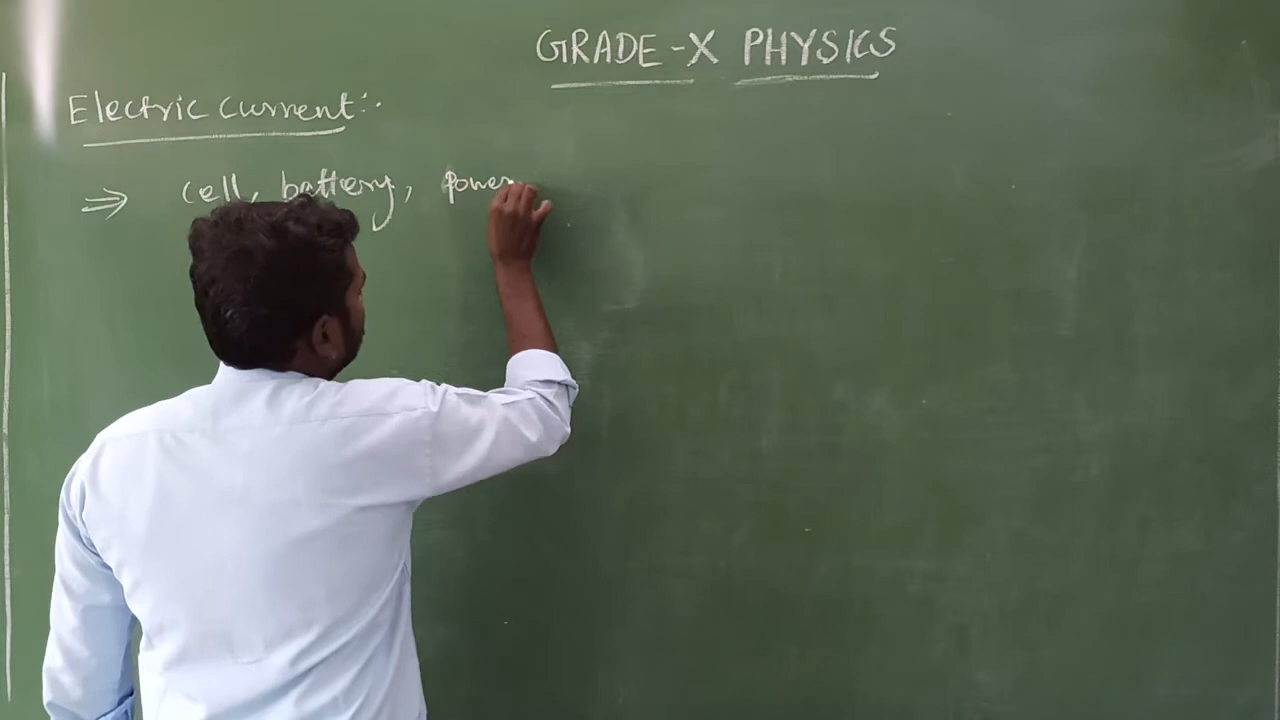 GRADE-X PHYSICS
Electric Current:-
⇒ Cell, battery, Power